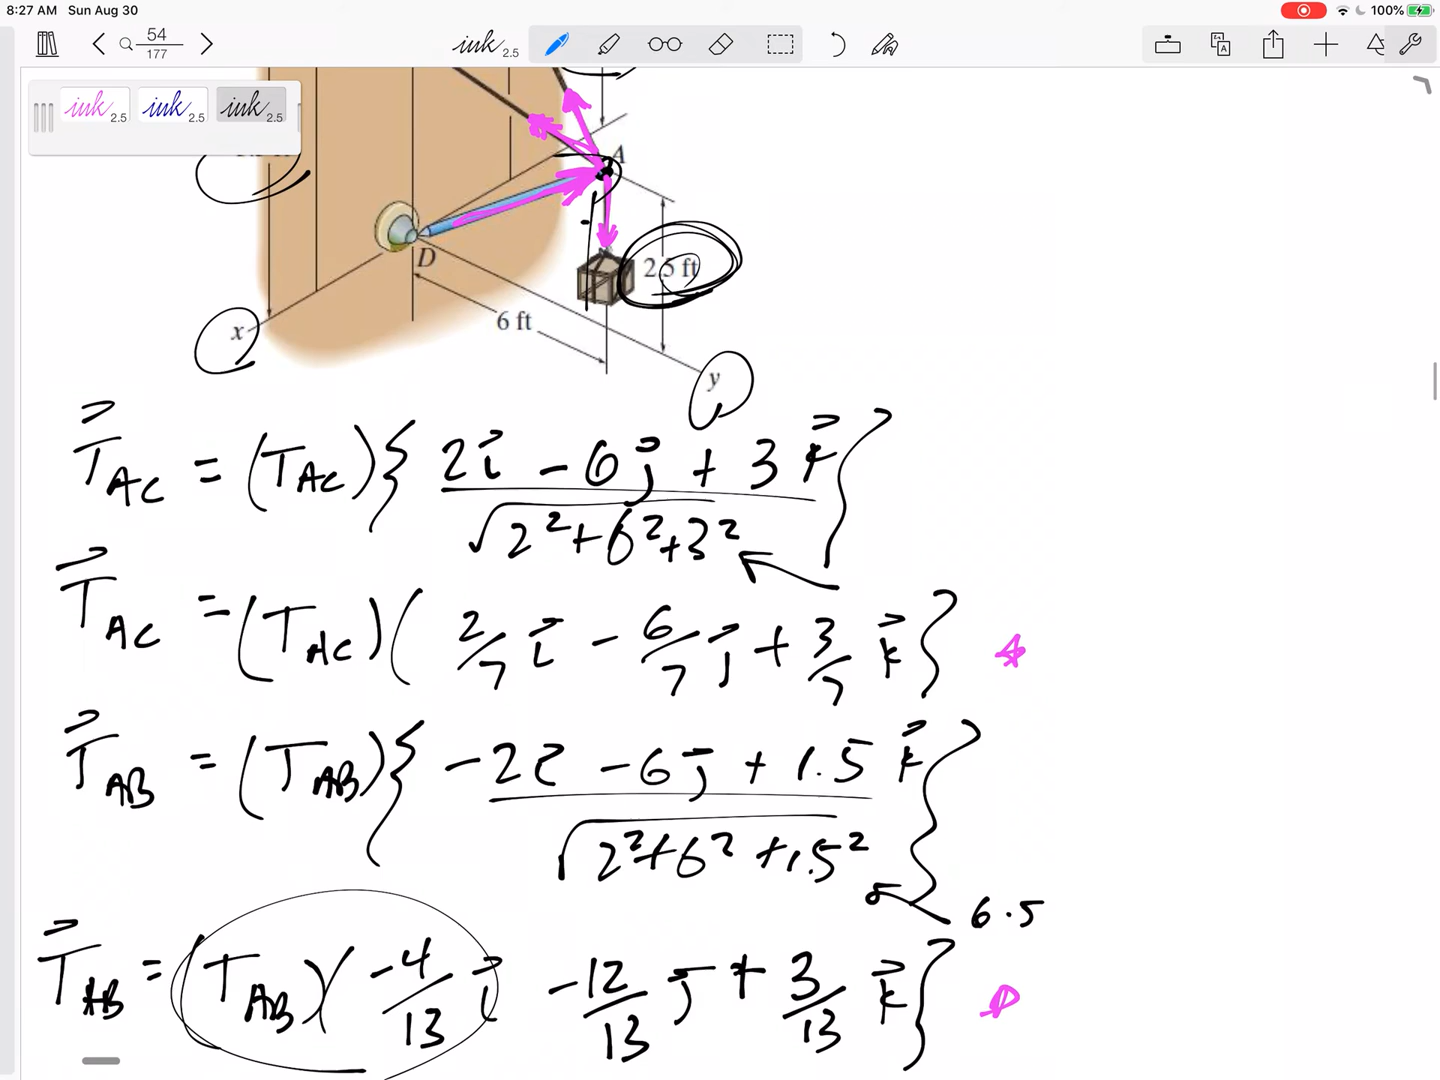 8:27 AM Sun Aug 30
100%
54
177
ink 2.5
ink 2.5 ink 2.5 ink 2.5
A
D
2.5 ft
6 ft
x
y
T⃗AC = (TAC){ 2i⃗ - 6j⃗ + 3k⃗ }
√2²+6²+3²
T⃗AC = (TAC)( 2/7 i⃗ - 6/7 j⃗ + 3/7 k⃗ }
T⃗AB = (TAB){ -2i⃗ - 6j⃗ + 1.5 k⃗ }
√2²+6²+1.5²
6.5
T⃗AB = (TAB)( -4/13 i⃗ -12/13 j⃗ + 3/13 k⃗ }